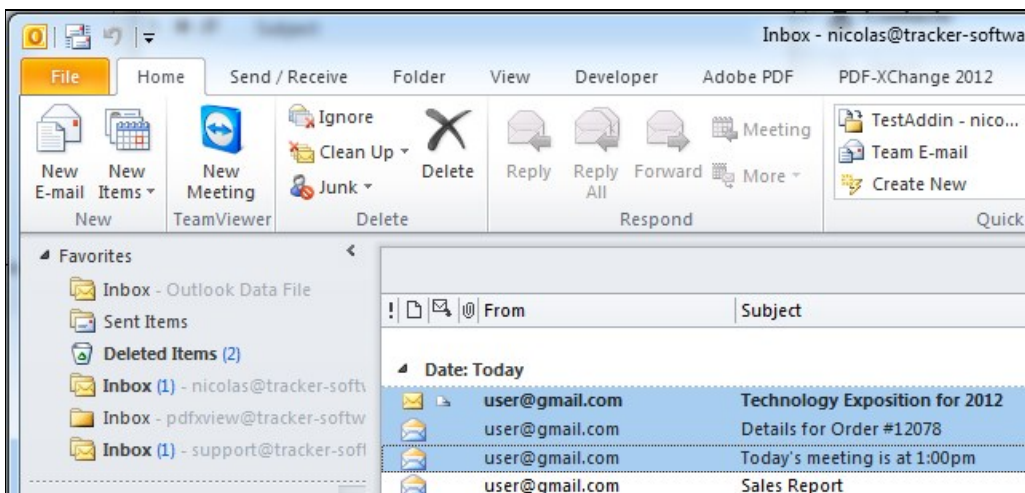 Inbox - nicolas@tracker-softwa
File Home Send / Receive Folder View Developer Adobe PDF PDF-XChange 2012
New E-mail
New Items
New Meeting
Ignore
Clean Up
Junk
Delete
Reply
Reply All
Forward
Meeting
More
TestAddin - nico...
Team E-mail
Create New
New TeamViewer Delete Respond Quick
Favorites
Inbox - Outlook Data File
Sent Items
Deleted Items (2)
Inbox (1) - nicolas@tracker-softw
Inbox - pdfxview@tracker-softw
Inbox (1) - support@tracker-soft
! From Subject
Date: Today
user@gmail.com Technology Exposition for 2012
user@gmail.com Details for Order #12078
user@gmail.com Today's meeting is at 1:00pm
user@gmail.com Sales Report